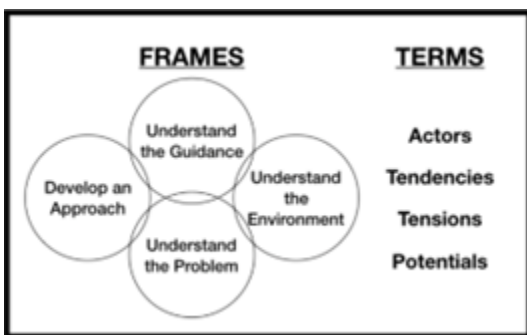 FRAMES
Understand
the Guidance
Develop an
Approach
Understand
the
Environment
Understand
the Problem
TERMS
Actors
Tendencies
Tensions
Potentials